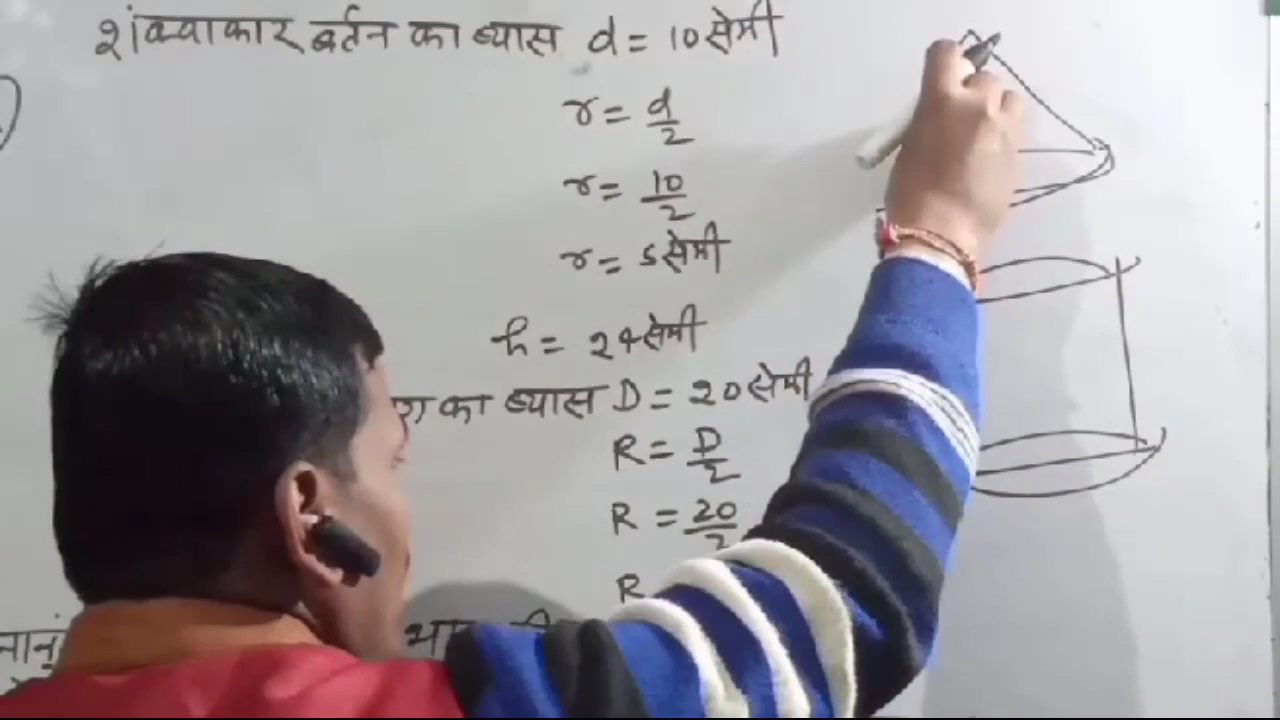 शंक्वाकार बर्तन का ब्यास d = 10 सेमी
r = d/2
r = 10/2
r = 5 सेमी
h = 24 सेमी
का ब्यास D = 20 सेमी
R = D/2
R = 20/2
R